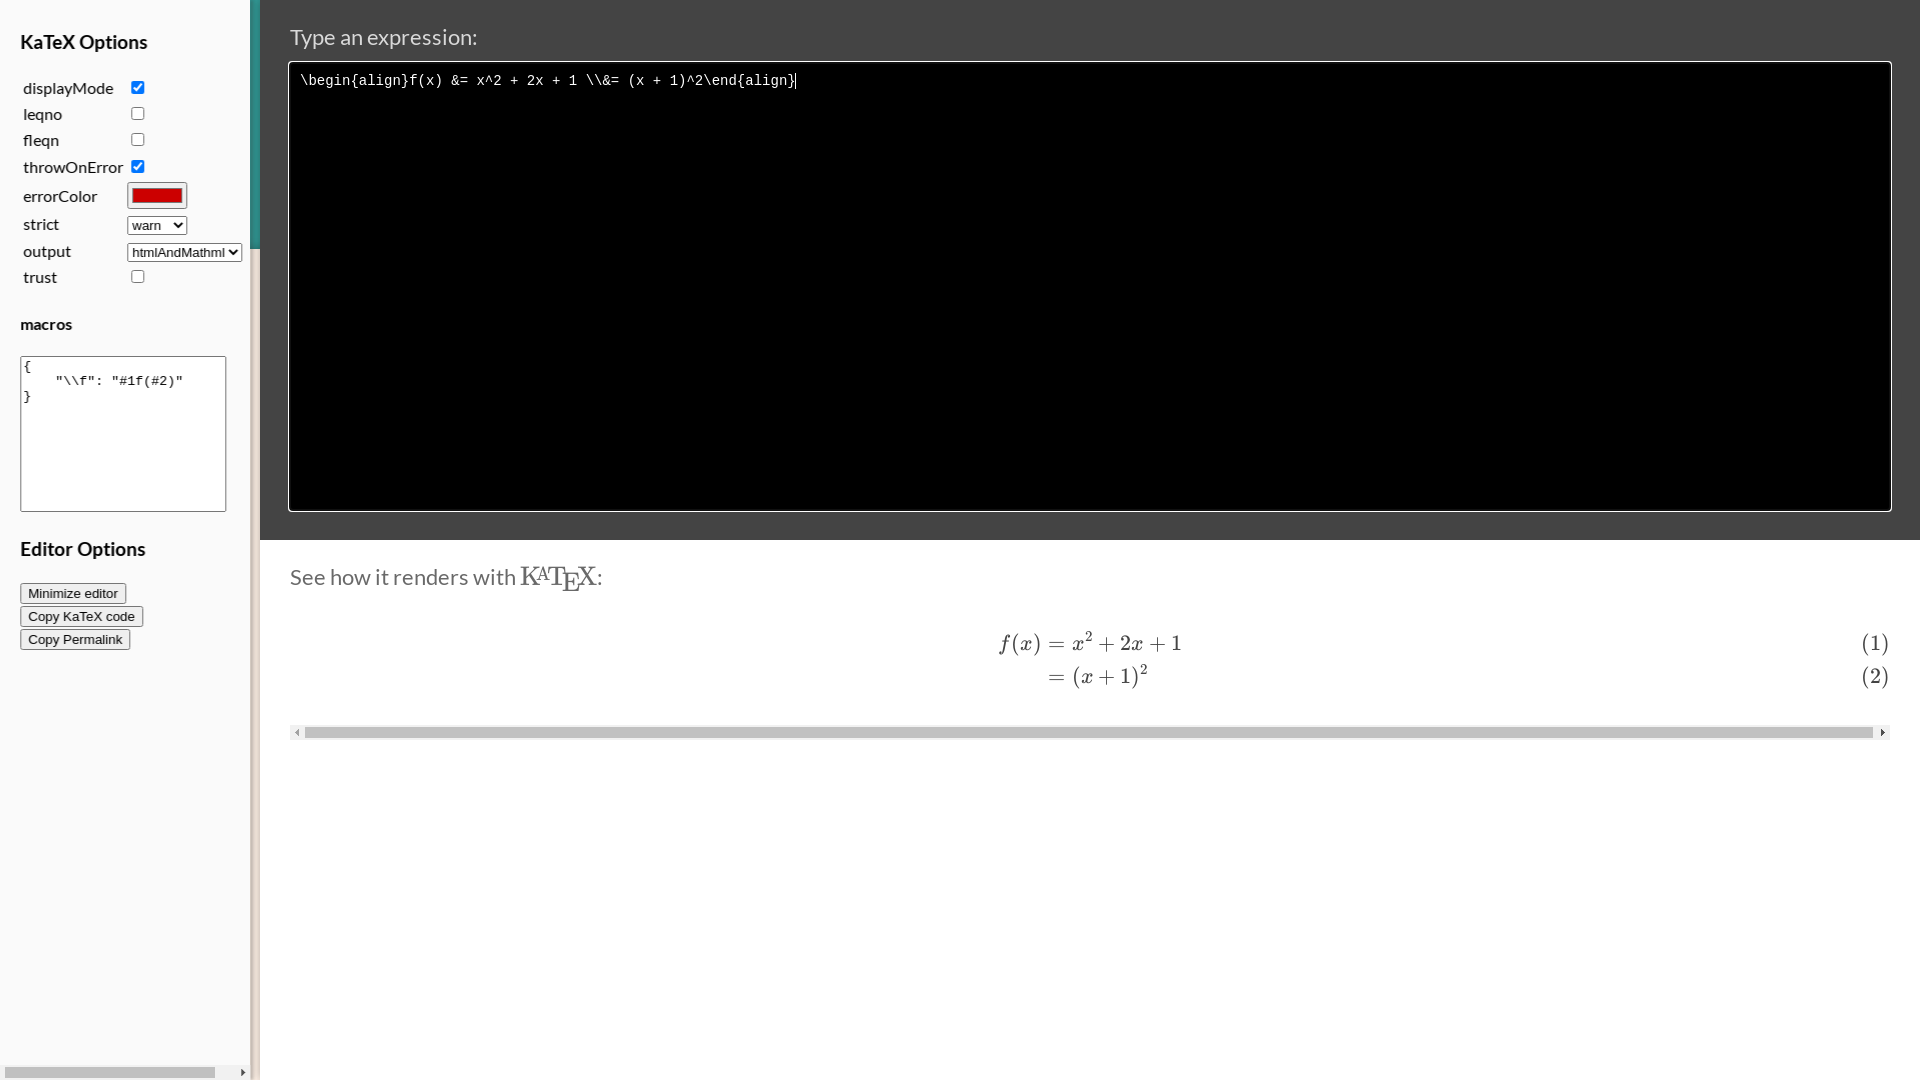 KaTeX Options
displayMode
leqno
fleqn
throwOnError
errorColor
strict warn
output htmlAndMathml
trust
macros
{
    "\\f": "#1f(#2)"
}
Editor Options
Minimize editor
Copy KaTeX code
Copy Permalink
Type an expression:
\begin{align}f(x) &= x^2 + 2x + 1 \\&= (x + 1)^2\end{align}
See how it renders with KATEX:
f(x) = x² + 2x + 1 (1)
= (x + 1)² (2)